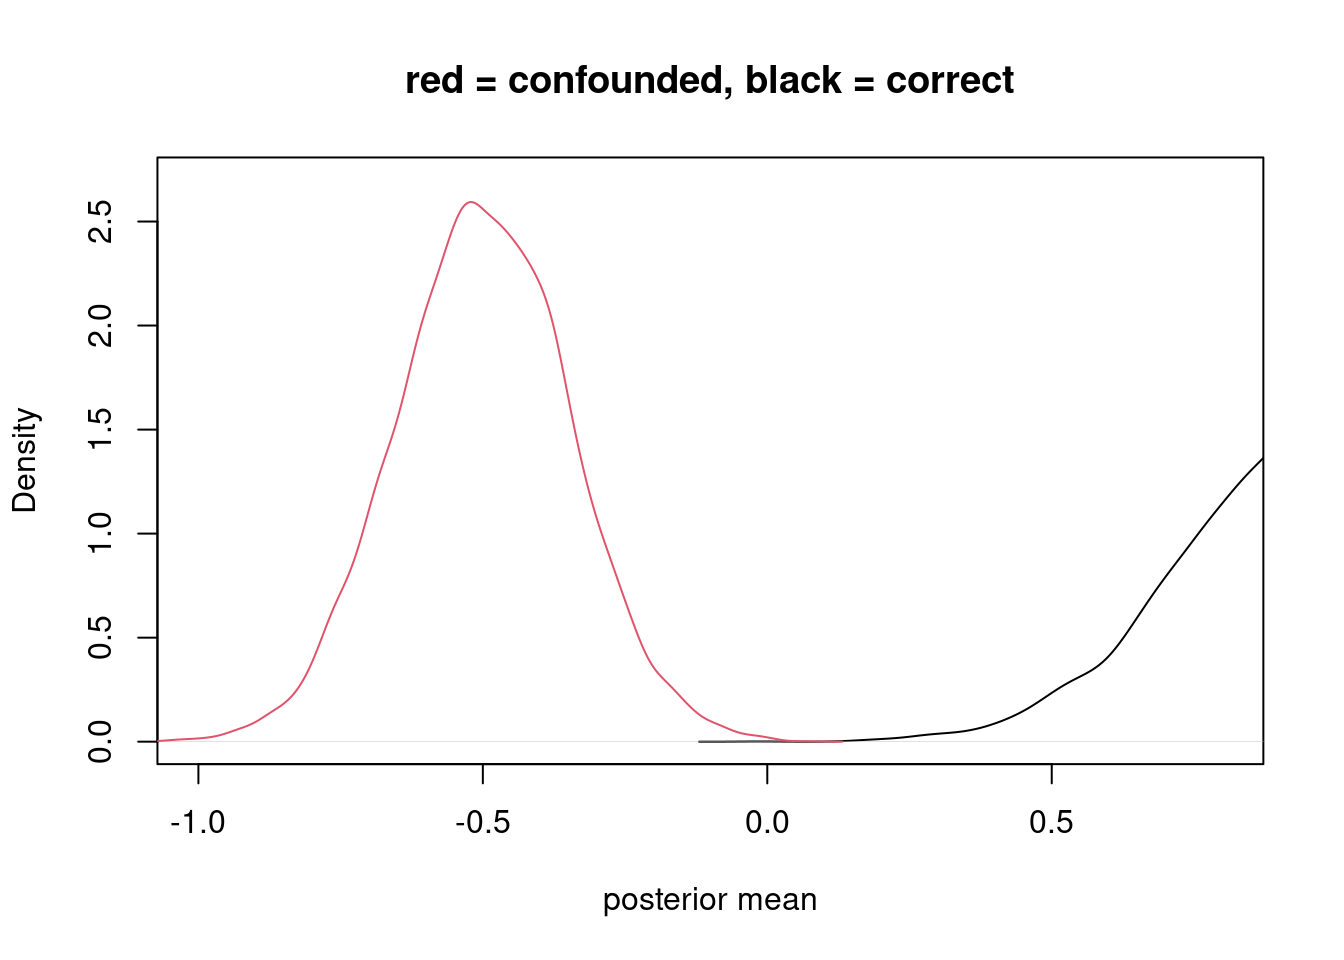 red = confounded, black = correct
Density
2.5
2.0
1.5
1.0
0.5
0.0
-1.0 -0.5 0.0 0.5
posterior mean